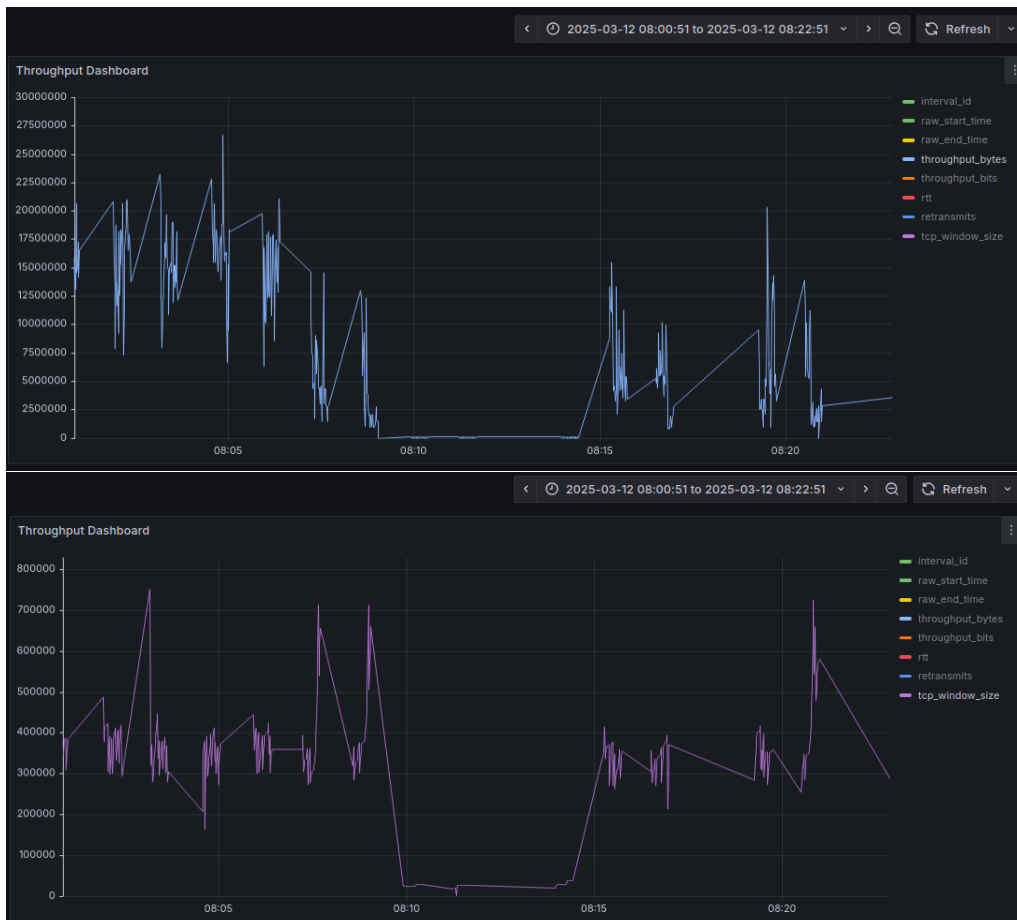 2025-03-12 08:00:51 to 2025-03-12 08:22:51 Refresh
Throughput Dashboard
30000000
27500000
25000000
22500000
20000000
17500000
15000000
12500000
10000000
7500000
5000000
2500000
0
08:05 08:10 08:15 08:20
interval_id
raw_start_time
raw_end_time
throughput_bytes
throughput_bits
rtt
retransmits
tcp_window_size
2025-03-12 08:00:51 to 2025-03-12 08:22:51 Refresh
Throughput Dashboard
800000
700000
600000
500000
400000
300000
200000
100000
0
08:05 08:10 08:15 08:20
interval_id
raw_start_time
raw_end_time
throughput_bytes
throughput_bits
rtt
retransmits
tcp_window_size